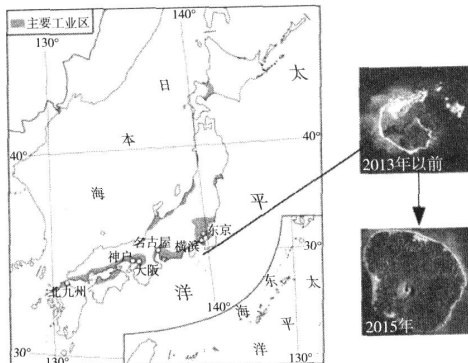 主要工业区
130°
140°
日
本
海
太
平
洋
40°
40°
30°
30°
140°
130°
130°
东京
横滨
名古屋
神户
大阪
北九州
东
海
太
平
洋
2013年以前
2015年